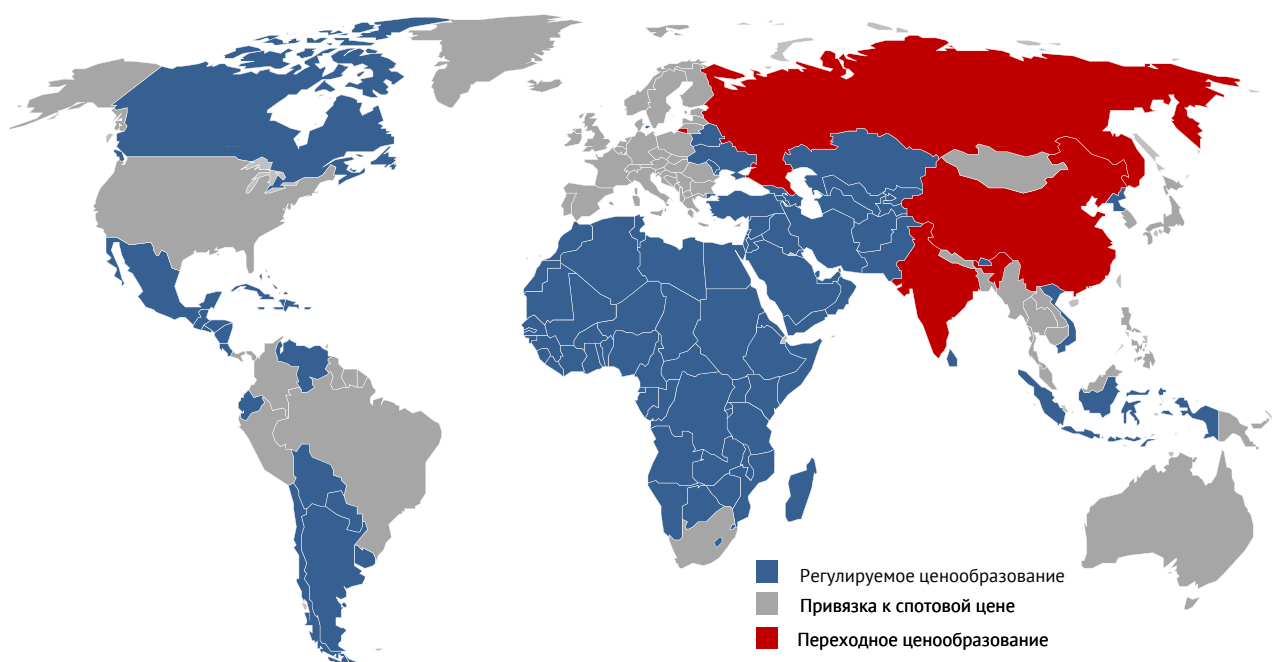 Регулируемое ценообразование
Привязка к спотовой цене
Переходное ценообразование